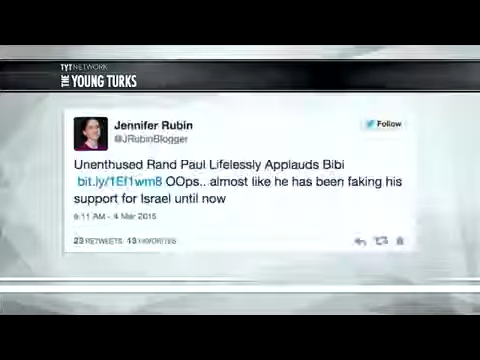 TYT NETWORK
THE YOUNG TURKS
Jennifer Rubin
@JRubinBlogger
Follow
Unenthused Rand Paul Lifelessly Applauds Bibi
bit.ly/1El1wm8 OOps...almost like he has been faking his
support for Israel until now
9:11 AM - 4 Mar 2015
23 RETWEETS 13 FAVORITES